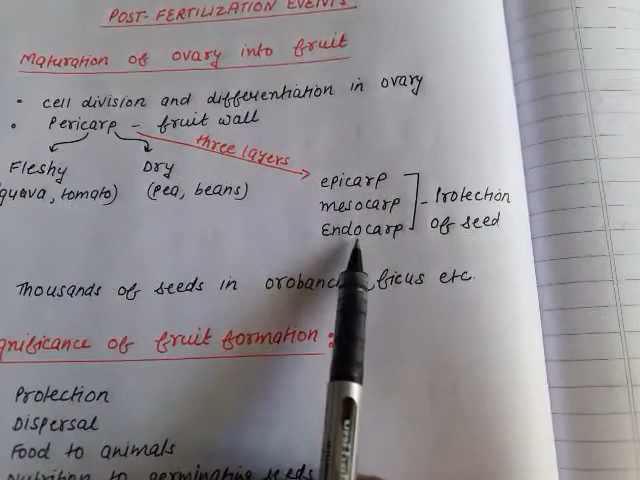 POST-FERTILIZATION EVENTS
Maturation of ovary into fruit
• cell division and differentiation in ovary
• Pericarp - fruit wall
three layers
Fleshy
(guava, tomato)
Dry
(pea, beans)
epicarp
mesocarp
Endocarp
- Protection
of seed
Thousands of seeds in ficus etc.
gnificance of fruit formation:
Protection
Dispersal
Food to animals
Nutrition to germinating seeds